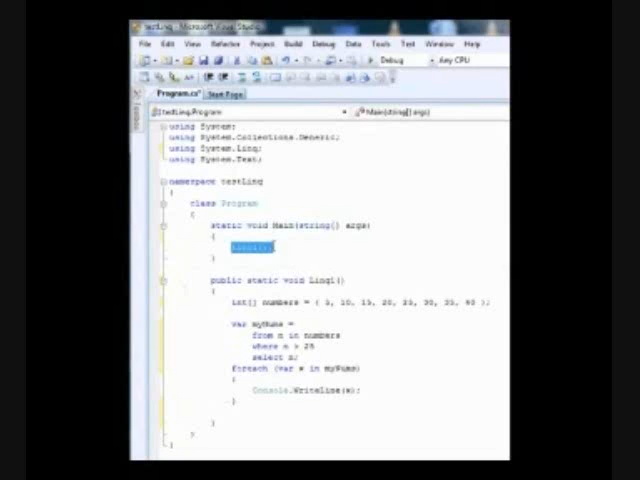 testLinq - Microsoft Visual Studio
File Edit View Refactor Project Build Debug Data Tools Test Window Help
Debug Any CPU
Program.cs* Start Page
testLinq.Program Main(string[] args)
using System;
using System.Collections.Generic;
using System.Linq;
using System.Text;
namespace testLinq
{
class Program
{
static void Main(string[] args)
{
}
public static void Linq1()
{
int[] numbers = { 5, 10, 15, 20, 25, 30, 35, 40 };
var myNums =
from n in numbers
where n > 25
select n;
foreach (var x in myNums)
{
Console.WriteLine(x);
}
}
}
}